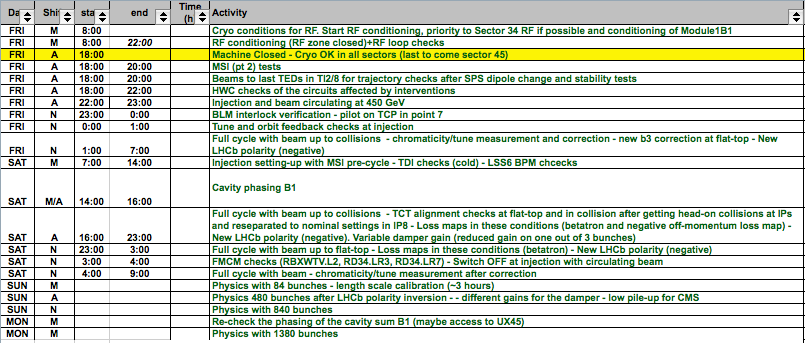 Da Shif sta end Time (h Activity
FRI M 8:00 Cryo conditions for RF. Start RF conditioning, priority to Sector 34 RF if possible and conditioning of Module1B1
FRI M 8:00 22:00 RF conditioning (RF zone closed)+RF loop checks
FRI A 18:00 Machine Closed - Cryo OK in all sectors (last to come sector 45)
FRI A 18:00 20:00 MSI (pt 2) tests
FRI A 18:00 20:00 Beams to last TEDs in TI2/8 for trajectory checks after SPS dipole change and stability tests
FRI A 18:00 22:00 HWC checks of the circuits affected by interventions
FRI A 22:00 23:00 Injection and beam circulating at 450 GeV
FRI N 23:00 0:00 BLM interlock verification - pilot on TCP in point 7
FRI N 0:00 1:00 Tune and orbit feedback checks at injection
Full cycle with beam up to collisions - chromaticity/tune measurement and correction - new b3 correction at flat-top - New
FRI N 1:00 7:00 LHCb polarity (negative)
SAT M 7:00 14:00 Injection setting-up with MSI pre-cycle - TDI checks (cold) - LSS6 BPM chcecks
Cavity phasing B1
SAT M/A 14:00 16:00
Full cycle with beam up to collisions - TCT alignment checks at flat-top and in collision after getting head-on collisions at IPs
and reseparated to nominal settings in IP8 - Loss maps in these conditions (betatron and negative off-momentum loss map) -
SAT A 16:00 23:00 New LHCb polarity (negative). Variable damper gain (reduced gain on one out of 3 bunches)
SAT N 23:00 3:00 Full cycle with beam up to flat-top - Loss maps in these conditions (betatron) - New LHCb polarity (negative)
SAT N 3:00 4:00 FMCM checks (RBXWTV.L2, RD34.LR3, RD34.LR7) - Switch OFF at injection with circulating beam
SAT N 4:00 9:00 Full cycle with beam - chromaticity/tune measurement after correction
SUN M Physics with 84 bunches - length scale calibration (~3 hours)
SUN A Physics 480 bunches after LHCb polarity inversion - - different gains for the damper - low pile-up for CMS
SUN N Physics with 840 bunches
MON M Re-check the phasing of the cavity sum B1 (maybe access to UX45)
MON M Physics with 1380 bunches